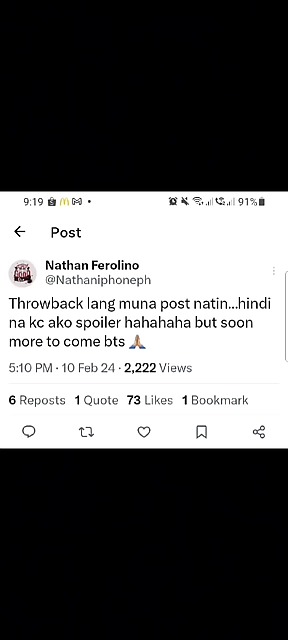 9:19
91%
Post
Nathan Ferolino
@Nathaniphoneph
Throwback lang muna post natin...hindi
na kc ako spoiler hahahaha but soon
more to come bts 🙏🏽
5:10 PM · 10 Feb 24 · 2,222 Views
6 Reposts 1 Quote 73 Likes 1 Bookmark